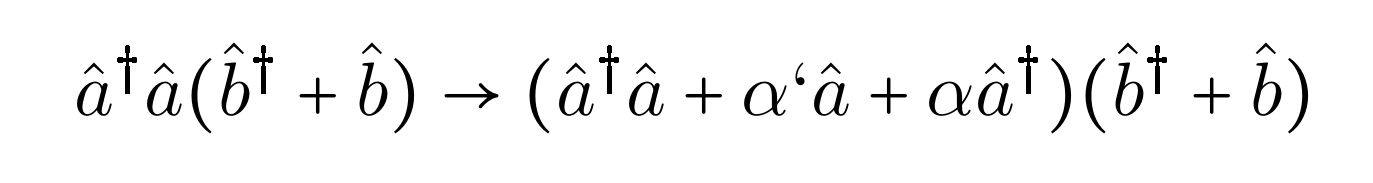 â†â(b̂† + b̂) → (â†â + α‘â + αâ†)(b̂† + b̂)